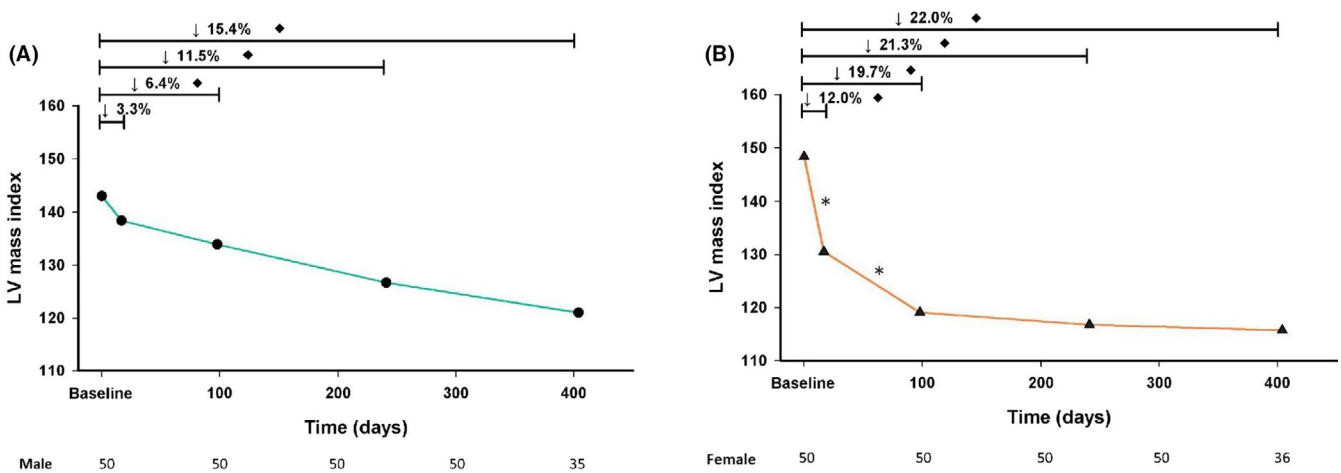 (A)
↓ 15.4% ◆
↓ 11.5% ◆
↓ 6.4% ◆
↓ 3.3%
160
150
140
130
120
110
LV mass index
Baseline 100 200 300 400
Time (days)
Male 50 50 50 50 35
(B)
↓ 22.0% ◆
↓ 21.3% ◆
↓ 19.7% ◆
↓ 12.0% ◆
160
150
140
130
120
110
LV mass index
*
*
Baseline 100 200 300 400
Time (days)
Female 50 50 50 50 36